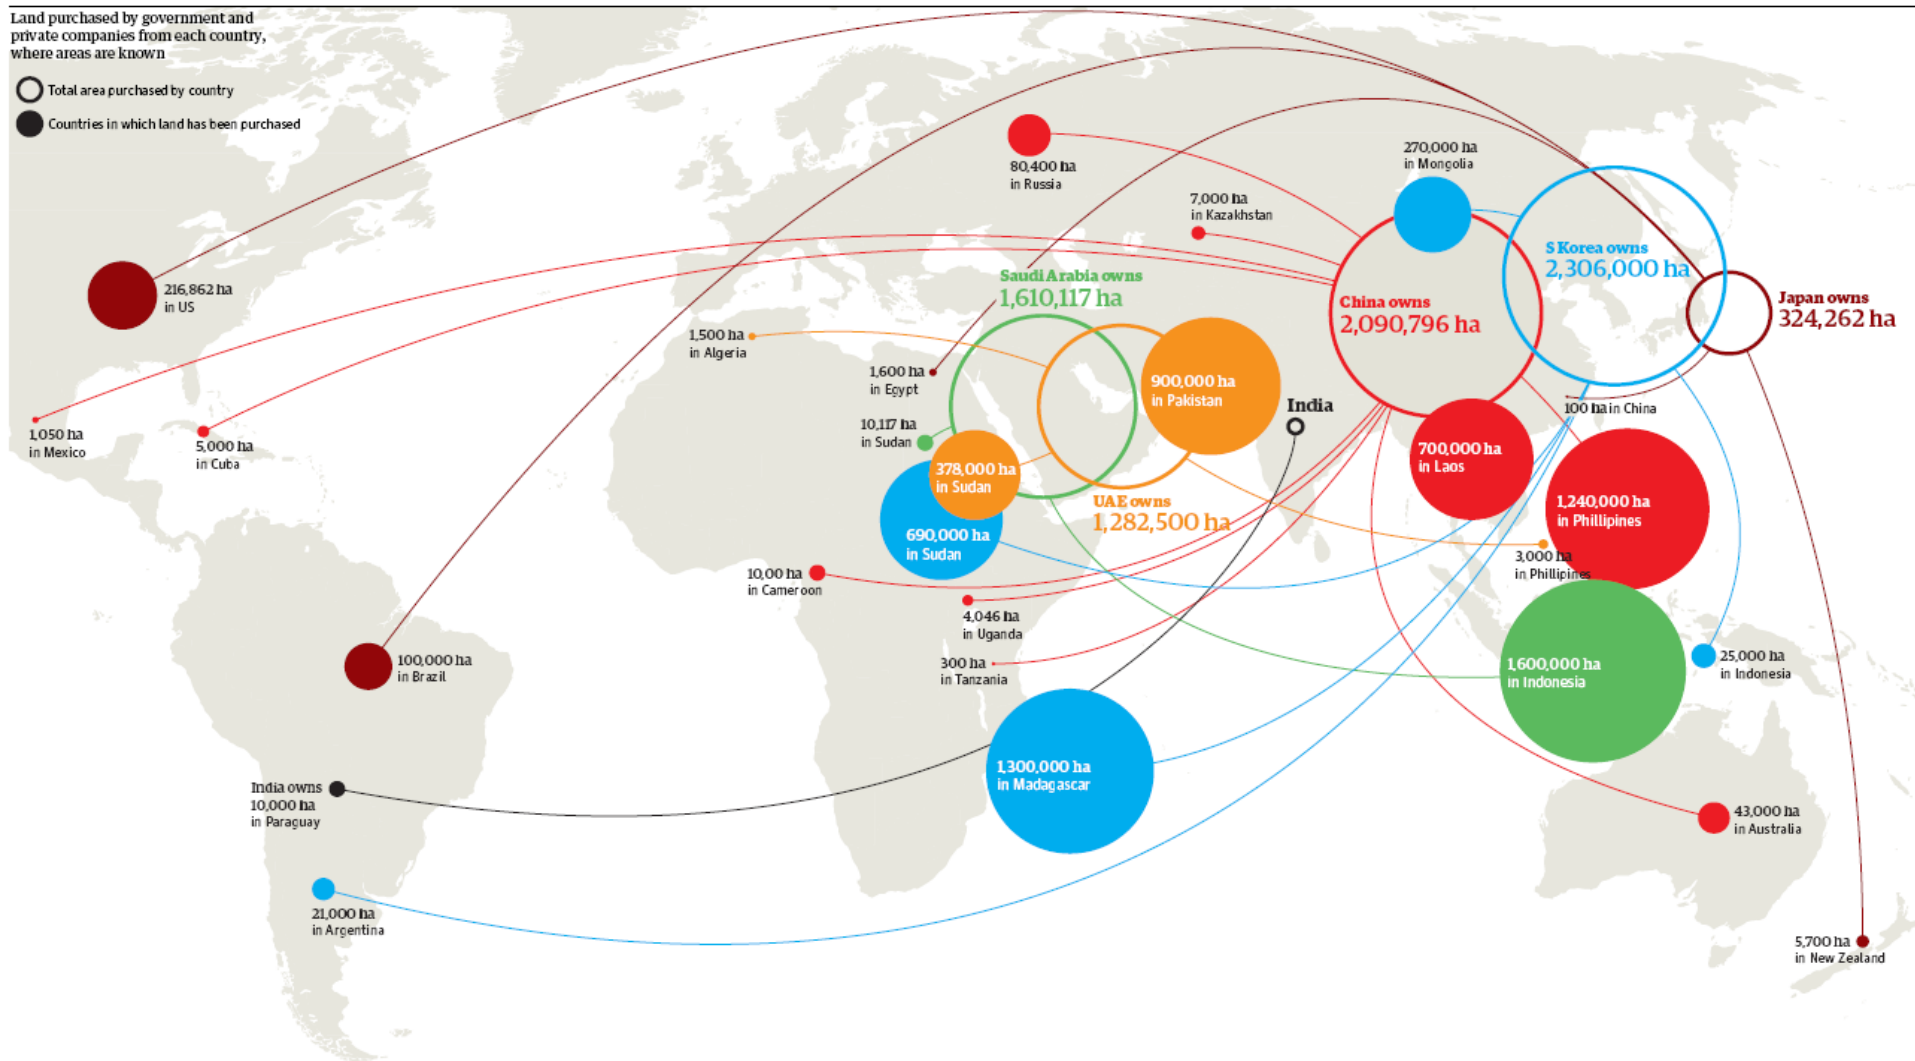 Land purchased by government and
private companies from each country,
where areas are known
Total area purchased by country
Countries in which land has been purchased
80,400 ha
in Russia
270,000 ha
in Mongolia
7,000 ha
in Kazakhstan
S Korea owns
2,306,000 ha
Saudi Arabia owns
1,610,117 ha
216,862 ha
in US
China owns
2,090,796 ha
Japan owns
324,262 ha
1,500 ha
in Algeria
1,600 ha
in Egypt
900,000 ha
in Pakistan
India
100 ha in China
10,117 ha
in Sudan
1,050 ha
in Mexico
5,000 ha
in Cuba
378,000 ha
in Sudan
700,000 ha
in Laos
UAE owns
1,282,500 ha
1,240,000 ha
in Phillipines
690,000 ha
in Sudan
3,000 ha
in Phillipines
10,00 ha
in Cameroon
4,046 ha
in Uganda
300 ha
in Tanzania
100,000 ha
in Brazil
1,600,000 ha
in Indonesia
25,000 ha
in Indonesia
1,300,000 ha
in Madagascar
India owns
10,000 ha
in Paraguay
43,000 ha
in Australia
21,000 ha
in Argentina
5,700 ha
in New Zealand